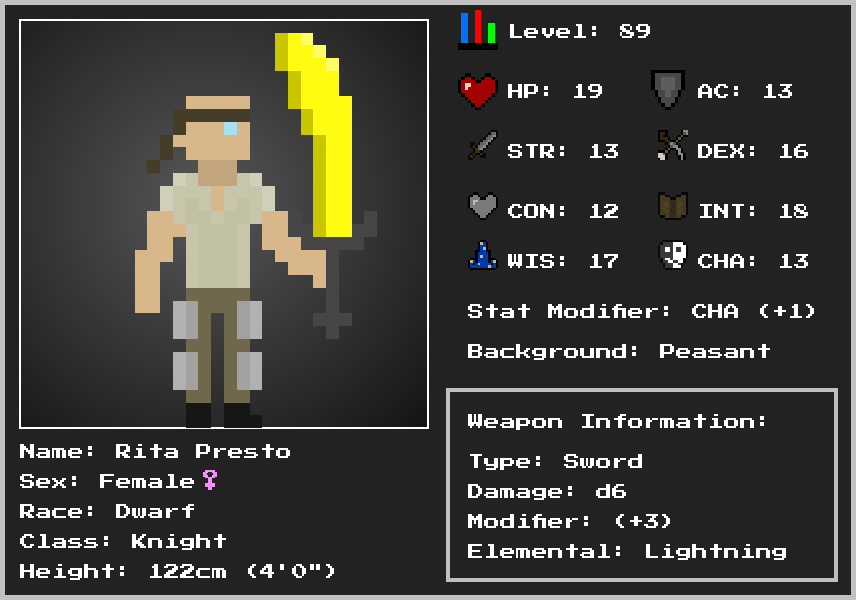 Level: 89
HP: 19
AC: 13
STR: 13
DEX: 16
CON: 12
INT: 18
WIS: 17
CHA: 13
Stat Modifier: CHA (+1)
Background: Peasant
Weapon Information:
Type: Sword
Damage: d6
Modifier: (+3)
Elemental: Lightning
Name: Rita Presto
Sex: Female♀
Race: Dwarf
Class: Knight
Height: 122cm (4'0")